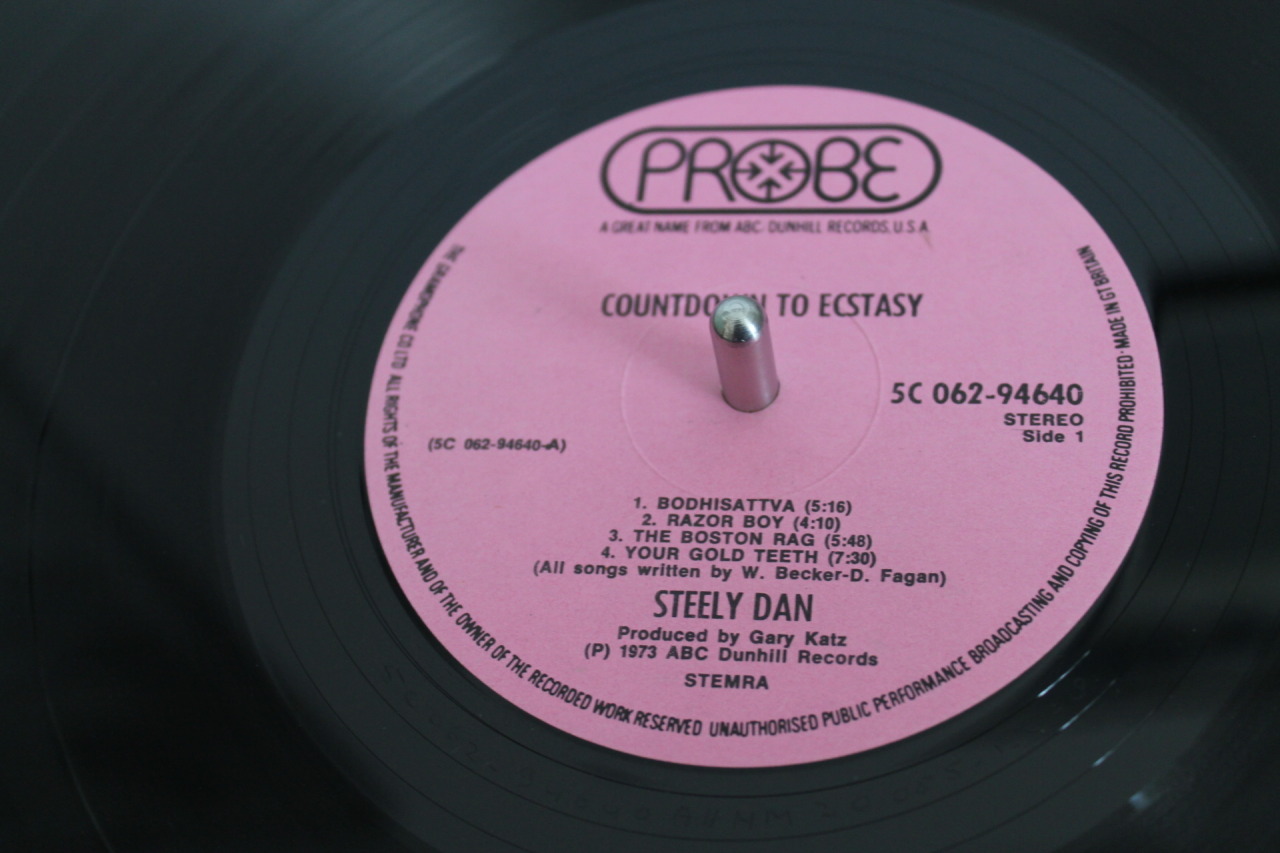 PROBE
A GREAT NAME FROM ABC· DUNHILL RECORDS, U.S.A
COUNTDOWN TO ECSTASY
5C 062-94640
STEREO
Side 1
(5C 062-94640-A)
1. BODHISATTVA (5:16)
2. RAZOR BOY (4:10)
3. THE BOSTON RAG (5:48)
4. YOUR GOLD TEETH (7:30)
(All songs written by W. Becker-D. Fagan)
STEELY DAN
Produced by Gary Katz
(P) 1973 ABC Dunhill Records
STEMRA
THE GRAMOPHONE CO LTD ALL RIGHTS OF THE MANUFACTURER AND OF THE OWNER OF THE RECORDED WORK RESERVED UNAUTHORISED PUBLIC PERFORMANCE BROADCASTING AND COPYING OF THIS RECORD PROHIBITED · MADE IN GT BRITAIN